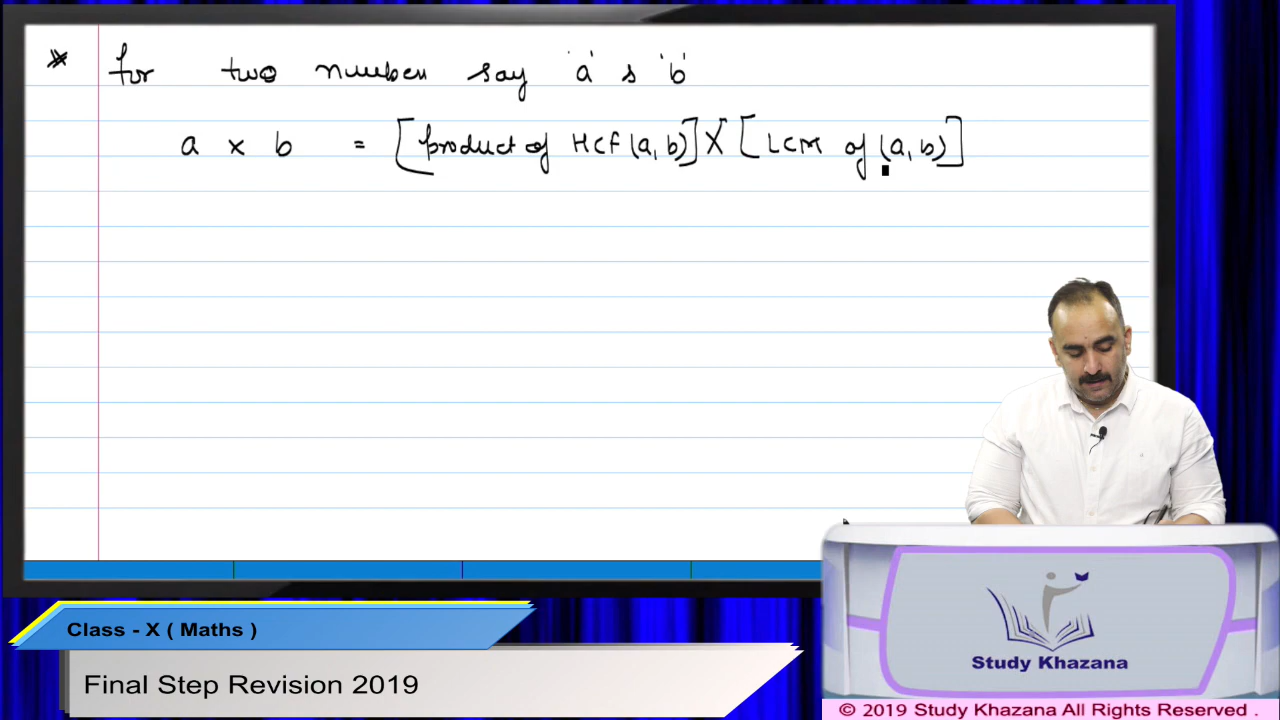 * for two numbers say 'a' & 'b'
a × b = [product of HCF (a, b)] X [LCM of (a, b)]
Study Khazana
Class - X ( Maths )
Final Step Revision 2019
© 2019 Study Khazana All Rights Reserved .